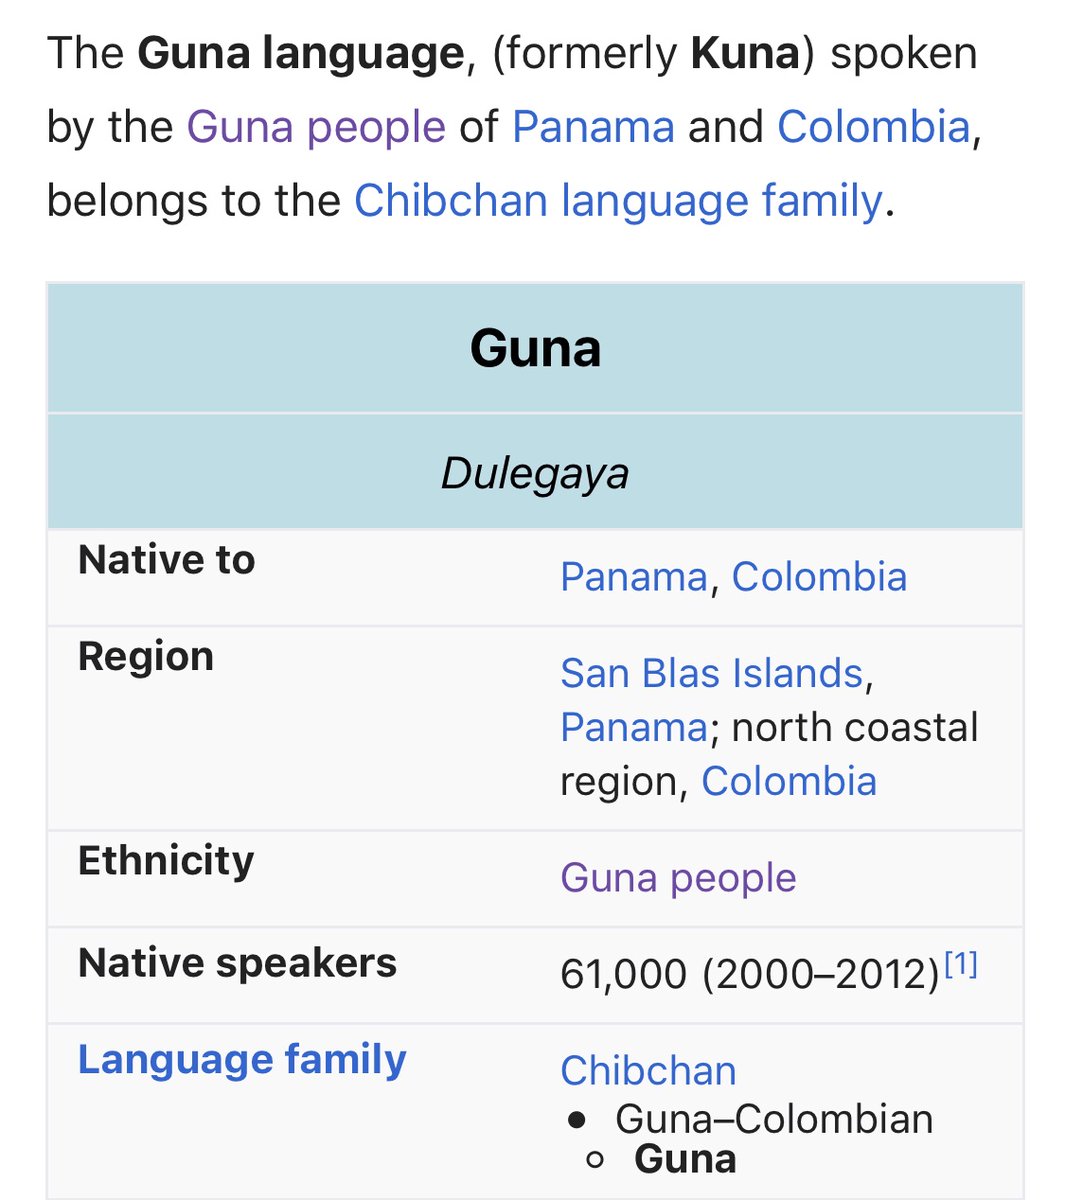 The Guna language, (formerly Kuna) spoken
by the Guna people of Panama and Colombia,
belongs to the Chibchan language family.
Guna
Dulegaya
Native to
Panama, Colombia
Region
San Blas Islands,
Panama; north coastal
region, Colombia
Ethnicity
Guna people
Native speakers
61,000 (2000–2012)[1]
Language family
Chibchan
• Guna–Colombian
◦ Guna